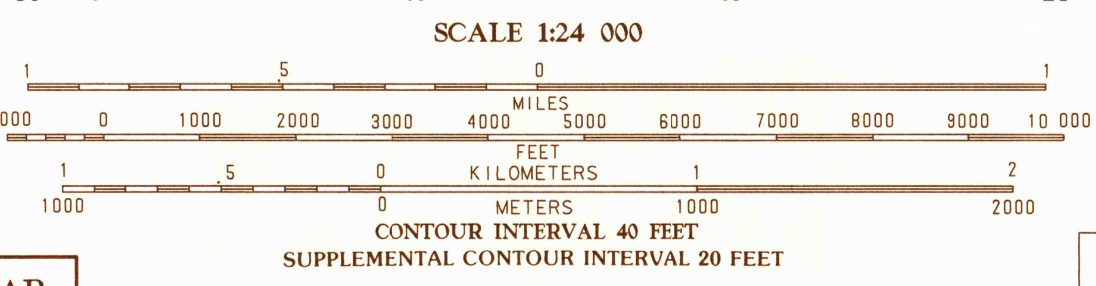 SCALE 1:24 000
1 .5 0 1
MILES
000 0 1000 2000 3000 4000 5000 6000 7000 8000 9000 10 000
FEET
1 .5 0 KILOMETERS 1 2
1000 0 METERS 1000 2000
CONTOUR INTERVAL 40 FEET
SUPPLEMENTAL CONTOUR INTERVAL 20 FEET